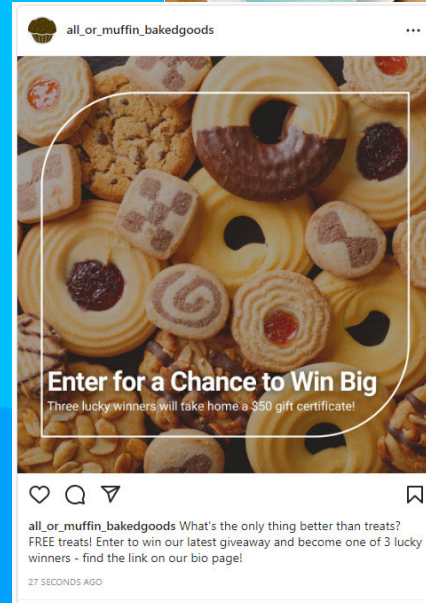 all_or_muffin_bakedgoods
Enter for a Chance to Win Big
Three lucky winners will take home a $50 gift certificate!
all_or_muffin_bakedgoods What's the only thing better than treats?
FREE treats! Enter to win our latest giveaway and become one of 3 lucky
winners - find the link on our bio page!
27 SECONDS AGO